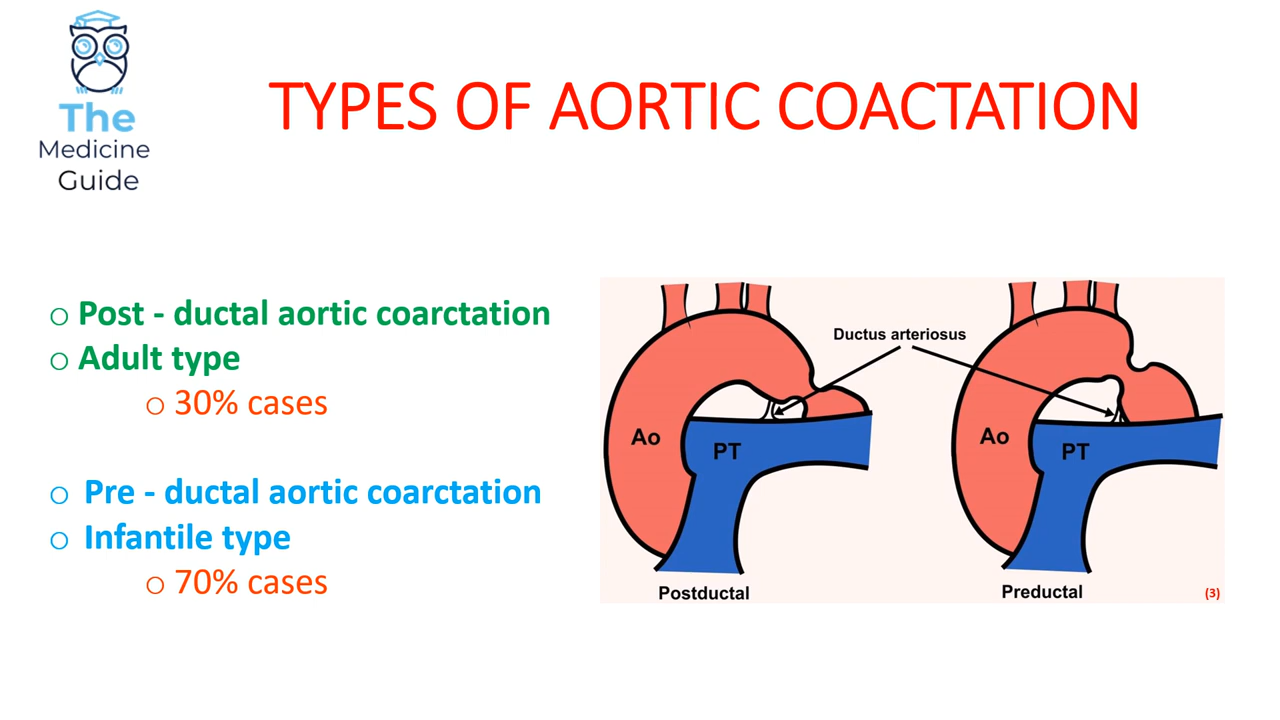 The
Medicine
Guide
TYPES OF AORTIC COACTATION
○ Post - ductal aortic coarctation
○ Adult type
○ 30% cases
○ Pre - ductal aortic coarctation
○ Infantile type
○ 70% cases
Ductus arteriosus
Ao
PT
Ao
PT
Postductal
Preductal
(3)